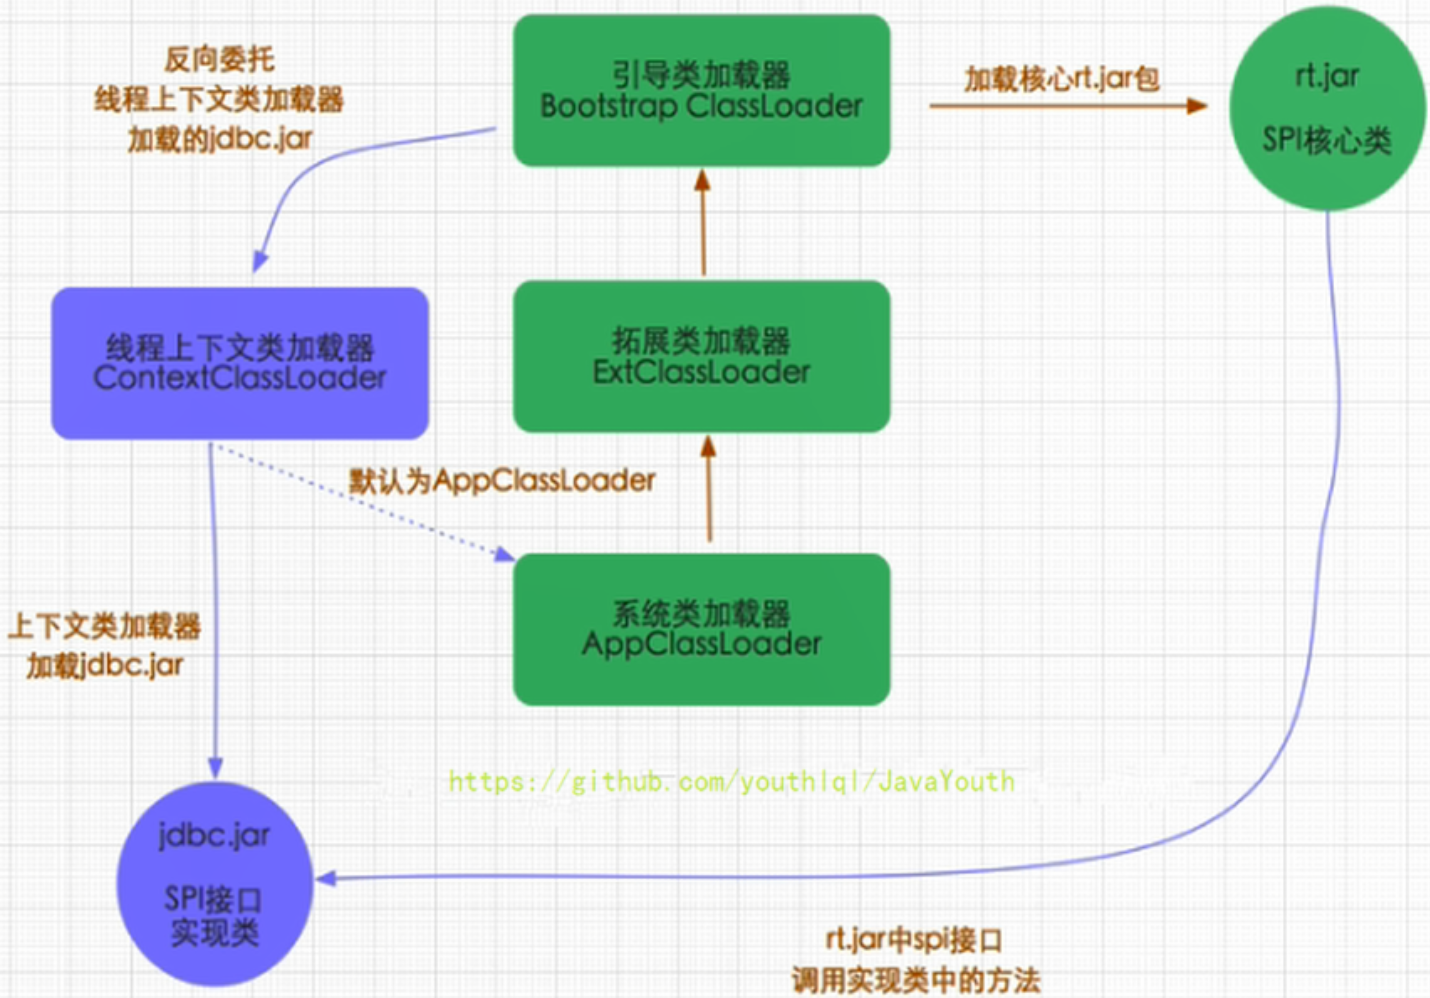 反向委托
线程上下文类加载器
加载的jdbc.jar
引导类加载器
Bootstrap ClassLoader
加载核心rt.jar包
rt.jar
SPI核心类
线程上下文类加载器
ContextClassLoader
拓展类加载器
ExtClassLoader
默认为AppClassLoader
系统类加载器
AppClassLoader
上下文类加载器
加载jdbc.jar
https://github.com/youthlql/JavaYouth
jdbc.jar
SPI接口
实现类
rt.jar中spi接口
调用实现类中的方法